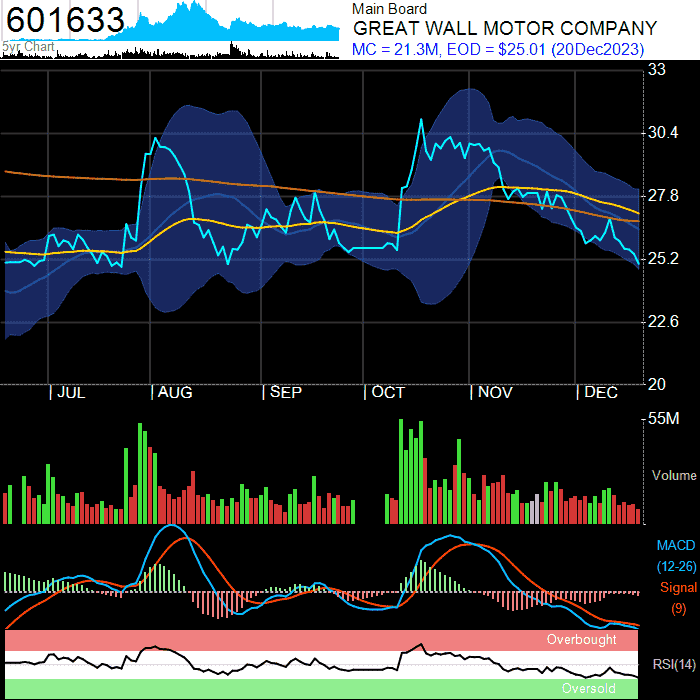 601633
Main Board
GREAT WALL MOTOR COMPANY
5yr Chart
MC = 21.3M, EOD = $25.01 (20Dec2023)
33
30.4
27.8
25.2
22.6
20
| JUL | AUG | SEP | OCT | NOV | DEC
55M
Volume
MACD
(12-26)
Signal
(9)
Overbought
RSI(14)
Oversold